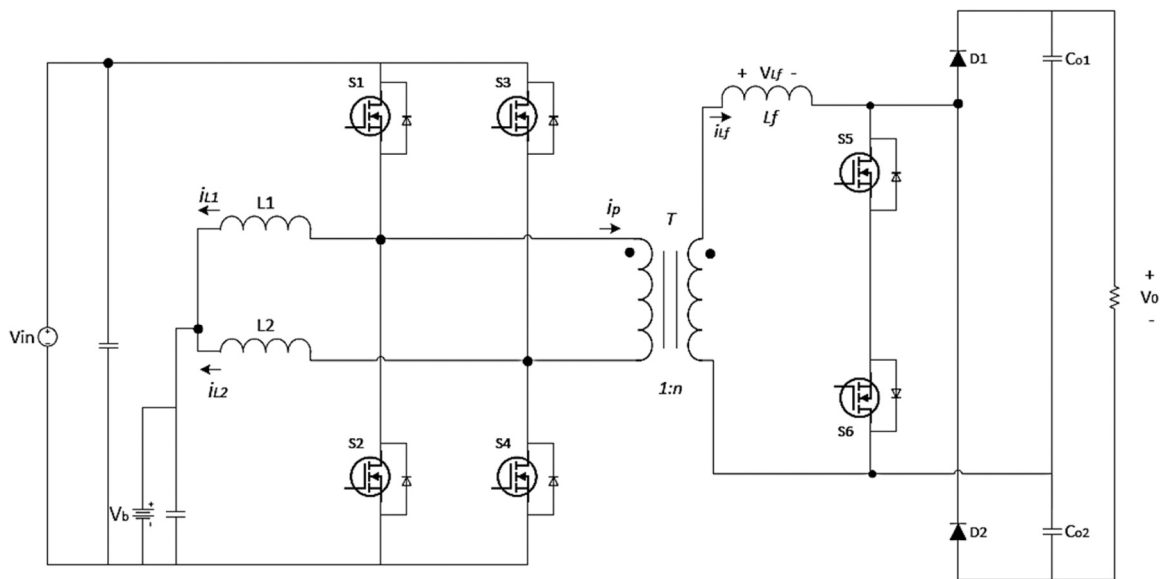 S1
S3
+ VLf -
Lf
iLf
D1
Co1
S5
iL1
L1
ip
T
+
V0
-
Vin
L2
iL2
1:n
S6
S2
S4
Vb
+
-
D2
Co2